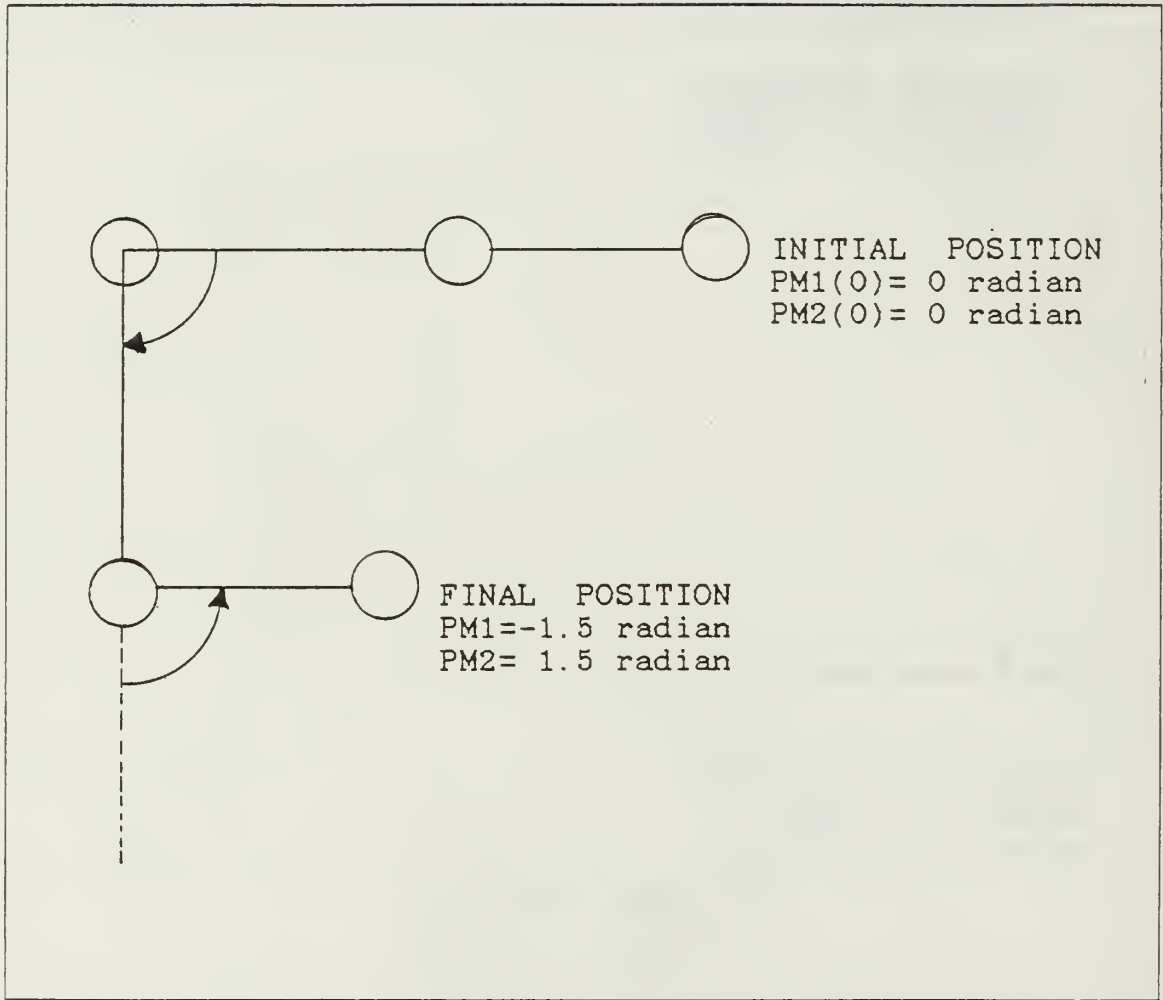 INITIAL POSITION
PM1(0)= 0 radian
PM2(0)= 0 radian
FINAL POSITION
PM1=-1.5 radian
PM2= 1.5 radian